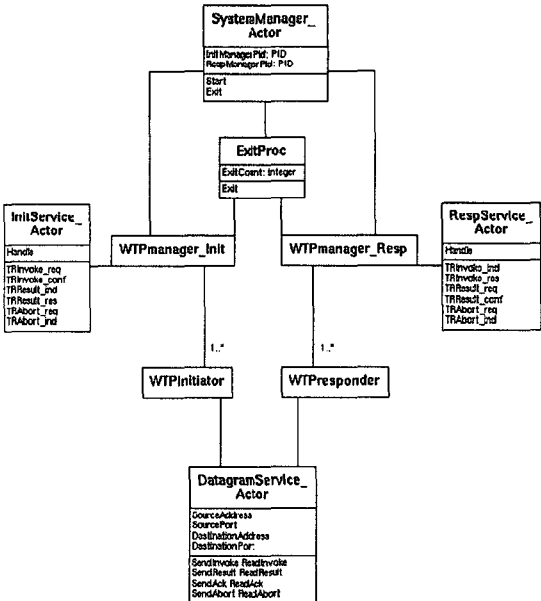 SystemManager_
Actor
InitManagerPid: PID
RespManagerPid: PID
Start
Exit
ExitProc
ExitCount: Integer
Exit
InitService_
Actor
Handle
TRInvoke_req
TRInvoke_conf
TRResult_ind
TRResult_res
TRAbort_req
TRAbort_ind
WTPmanager_Init
WTPmanager_Resp
RespService_
Actor
Handle
TRInvoke_ind
TRInvoke_res
TRResult_req
TRResult_conf
TRAbort_req
TRAbort_ind
1..*
1..*
WTPInitiator
WTPresponder
DatagramService_
Actor
SourceAddress
SourcePort
DestinationAddress
DestinationPort
SendInvoke ReadInvoke
SendResult ReadResult
SendAck ReadAck
SendAbort ReadAbort